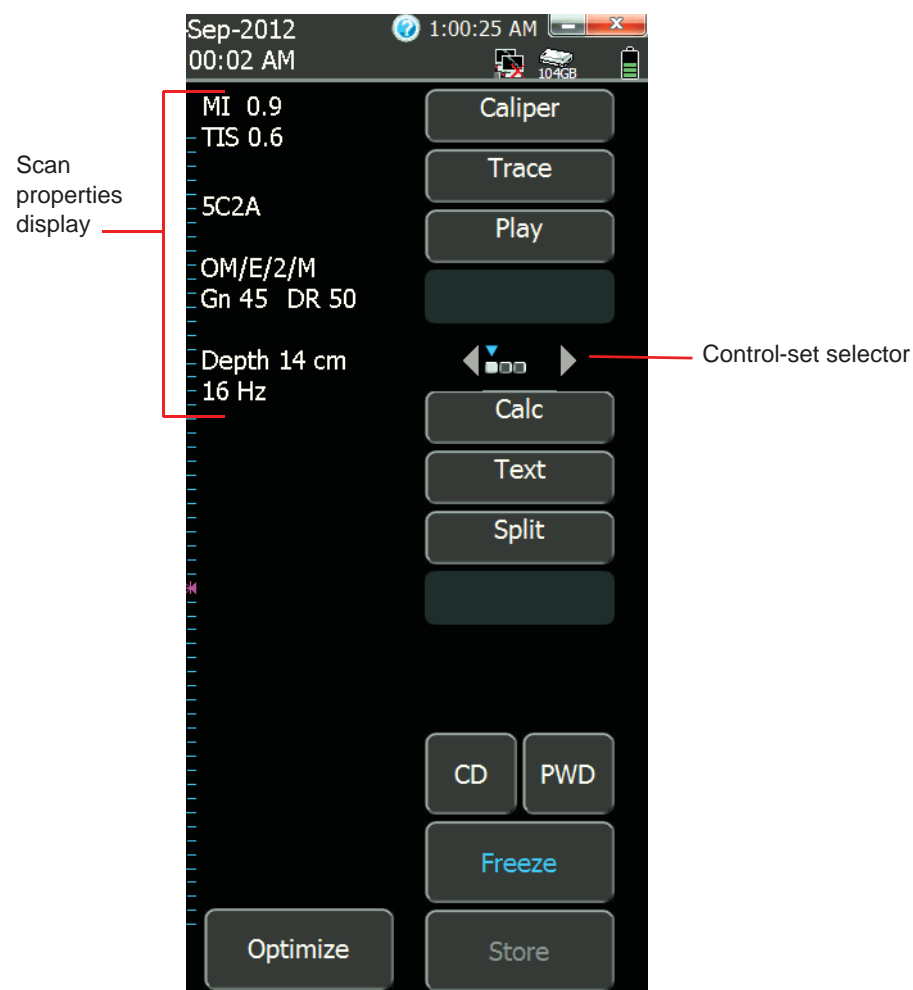 -Sep-2012
1:00:25 AM
00:02 AM
104GB
MI 0.9
TIS 0.6
5C2A
OM/E/2/M
Gn 45 DR 50
Depth 14 cm
16 Hz
Scan
properties
display
Caliper
Trace
Play
Control-set selector
Calc
Text
Split
CD
PWD
Freeze
Optimize
Store